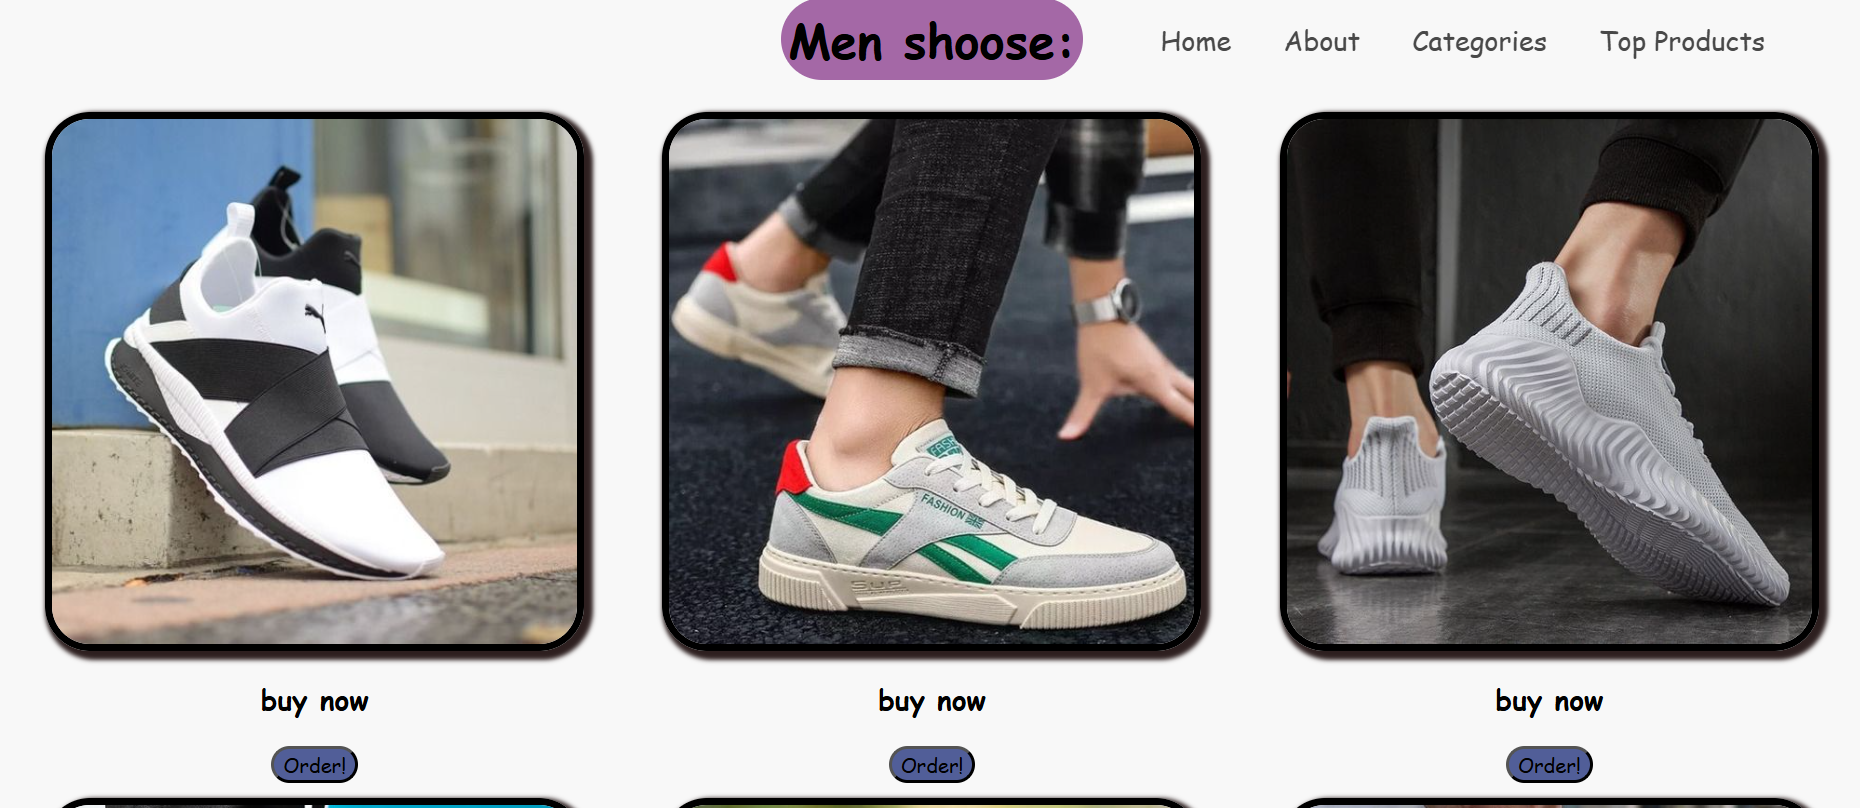 Men shoose:
Home About Categories Top Products
FASHION
S.U.P
buy now buy now buy now
Order! Order! Order!